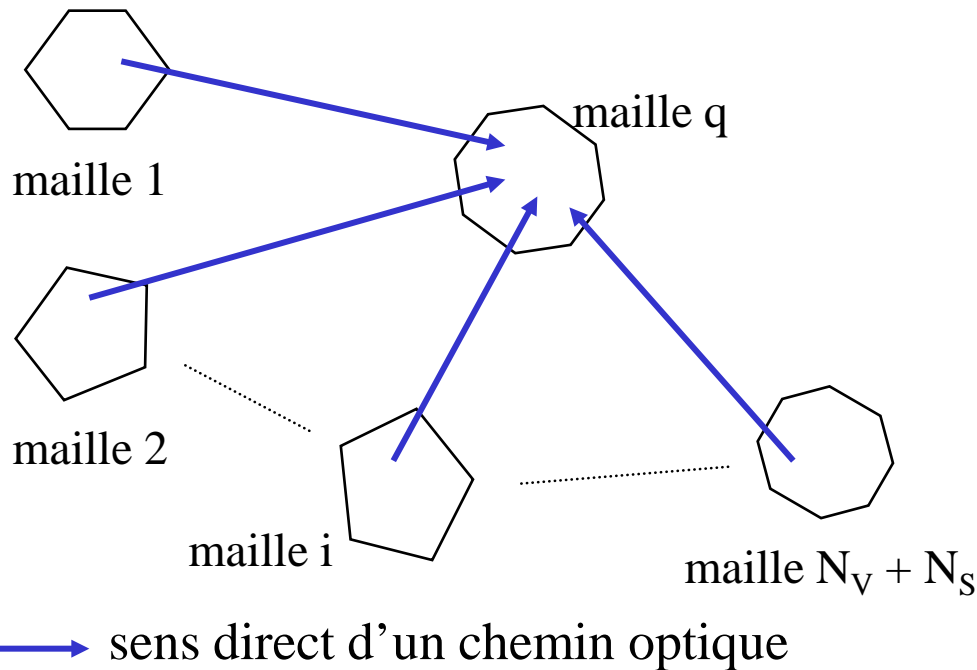 maille q
maille 1
maille 2
maille i
maille N_V + N_S
sens direct d'un chemin optique